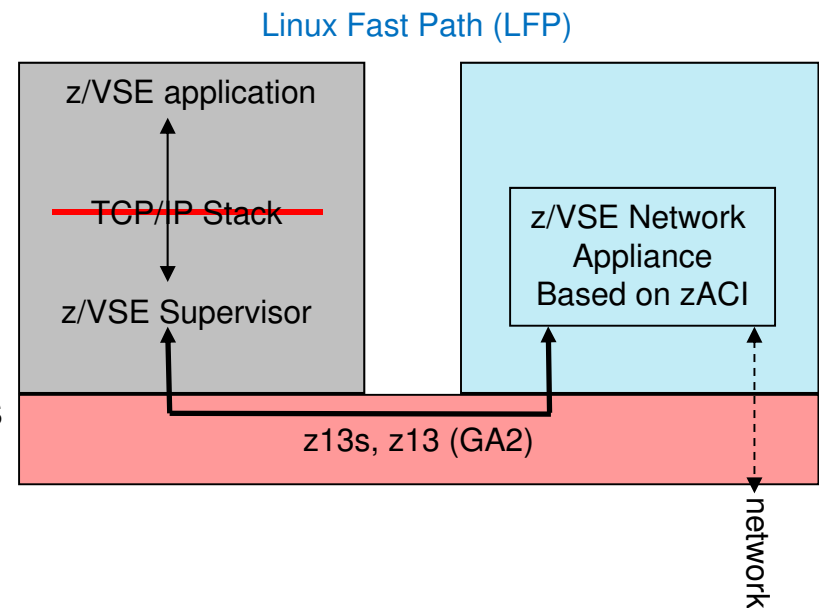 Linux Fast Path (LFP)
z/VSE application
TCP/IP Stack
z/VSE Supervisor
z/VSE Network
Appliance
Based on zACI
s
z13s, z13 (GA2)
network